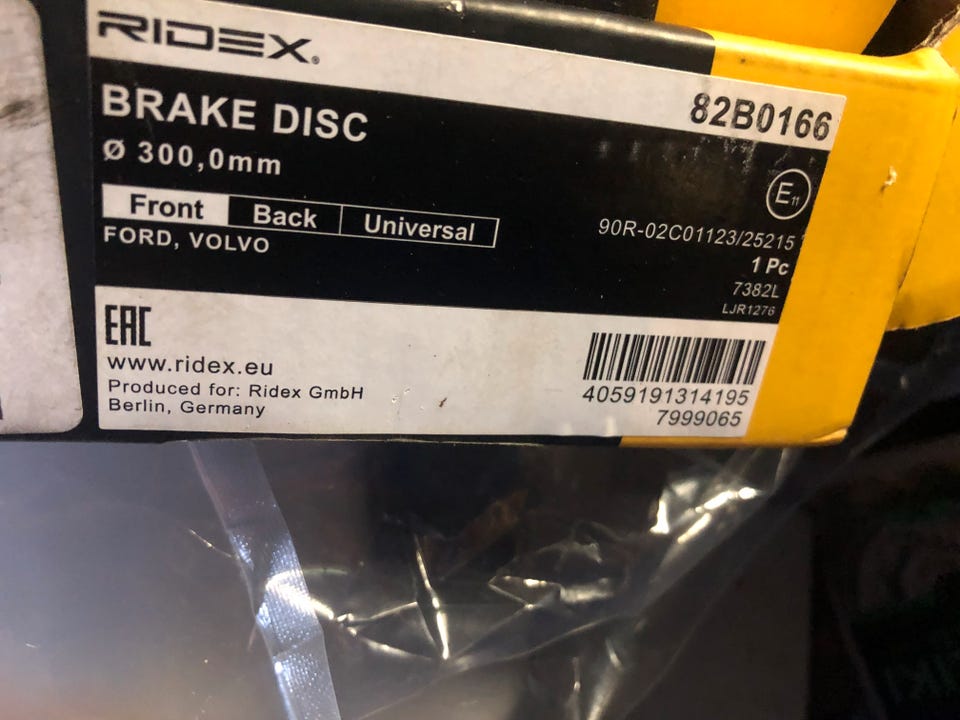 RIDEX®
82B0166
BRAKE DISC
Ø 300,0mm
E11
Front Back Universal
90R-02C01123/25215
FORD, VOLVO
1 Pc
7382L
LJR1276
EAC
www.ridex.eu
Produced for: Ridex GmbH
Berlin, Germany
4059191314195
7999065